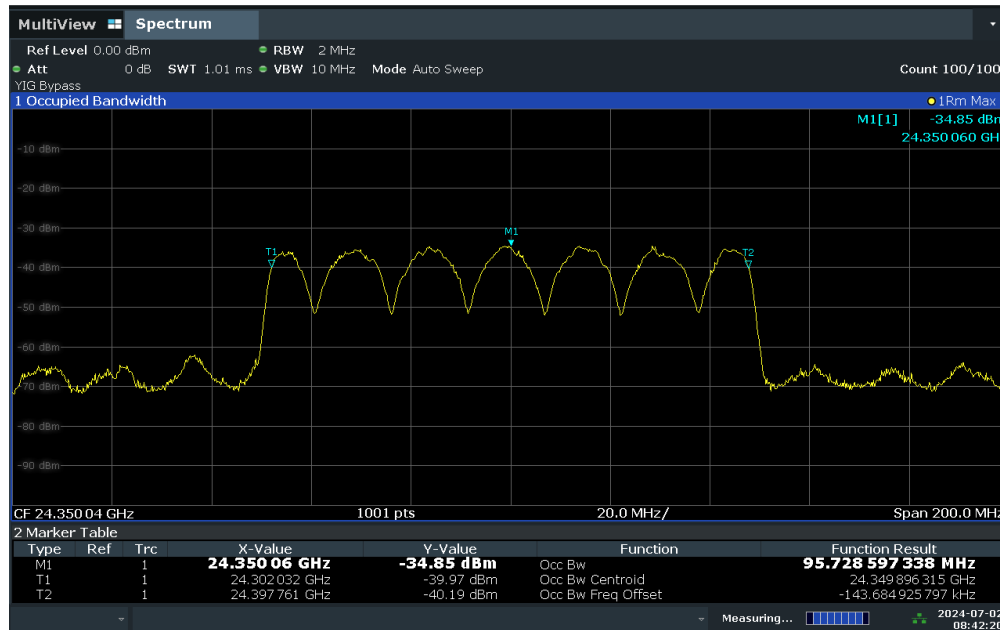 MultiView Spectrum
Ref Level 0.00 dBm RBW 2 MHz
Att 0 dB SWT 1.01 ms VBW 10 MHz Mode Auto Sweep Count 100/100
YIG Bypass
1 Occupied Bandwidth 1Rm Max
M1[1] -34.85 dBm
24.350 060 GH
-10 dBm
-20 dBm
-30 dBm
M1
T1 T2
-40 dBm
-50 dBm
-60 dBm
-70 dBm
-80 dBm
-90 dBm
CF 24.350 04 GHz 1001 pts 20.0 MHz/ Span 200.0 MHz
2 Marker Table
Type Ref Trc X-Value Y-Value Function Function Result
M1 1 24.350 06 GHz -34.85 dBm Occ Bw 95.728 597 338 MHz
T1 1 24.302 032 GHz -39.97 dBm Occ Bw Centroid 24.349 896 315 GHz
T2 1 24.397 761 GHz -40.19 dBm Occ Bw Freq Offset -143.684 925 797 kHz
Measuring... 2024-07-02
08:42:20